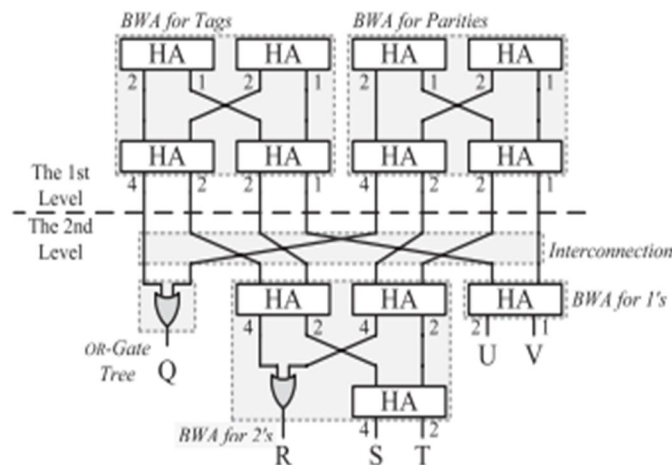 BWA for Tags BWA for Parities
HA HA HA HA
2 1 2 1 2 1 2 1
HA HA HA HA
4 2 2 1 4 2 2 1
The 1st
Level
The 2nd
Level
Interconnection
HA HA HA
BWA for 1's
4 2 4 2 2 1
U V
OR-Gate
Tree
Q
HA
4 2
BWA for 2's
R S T